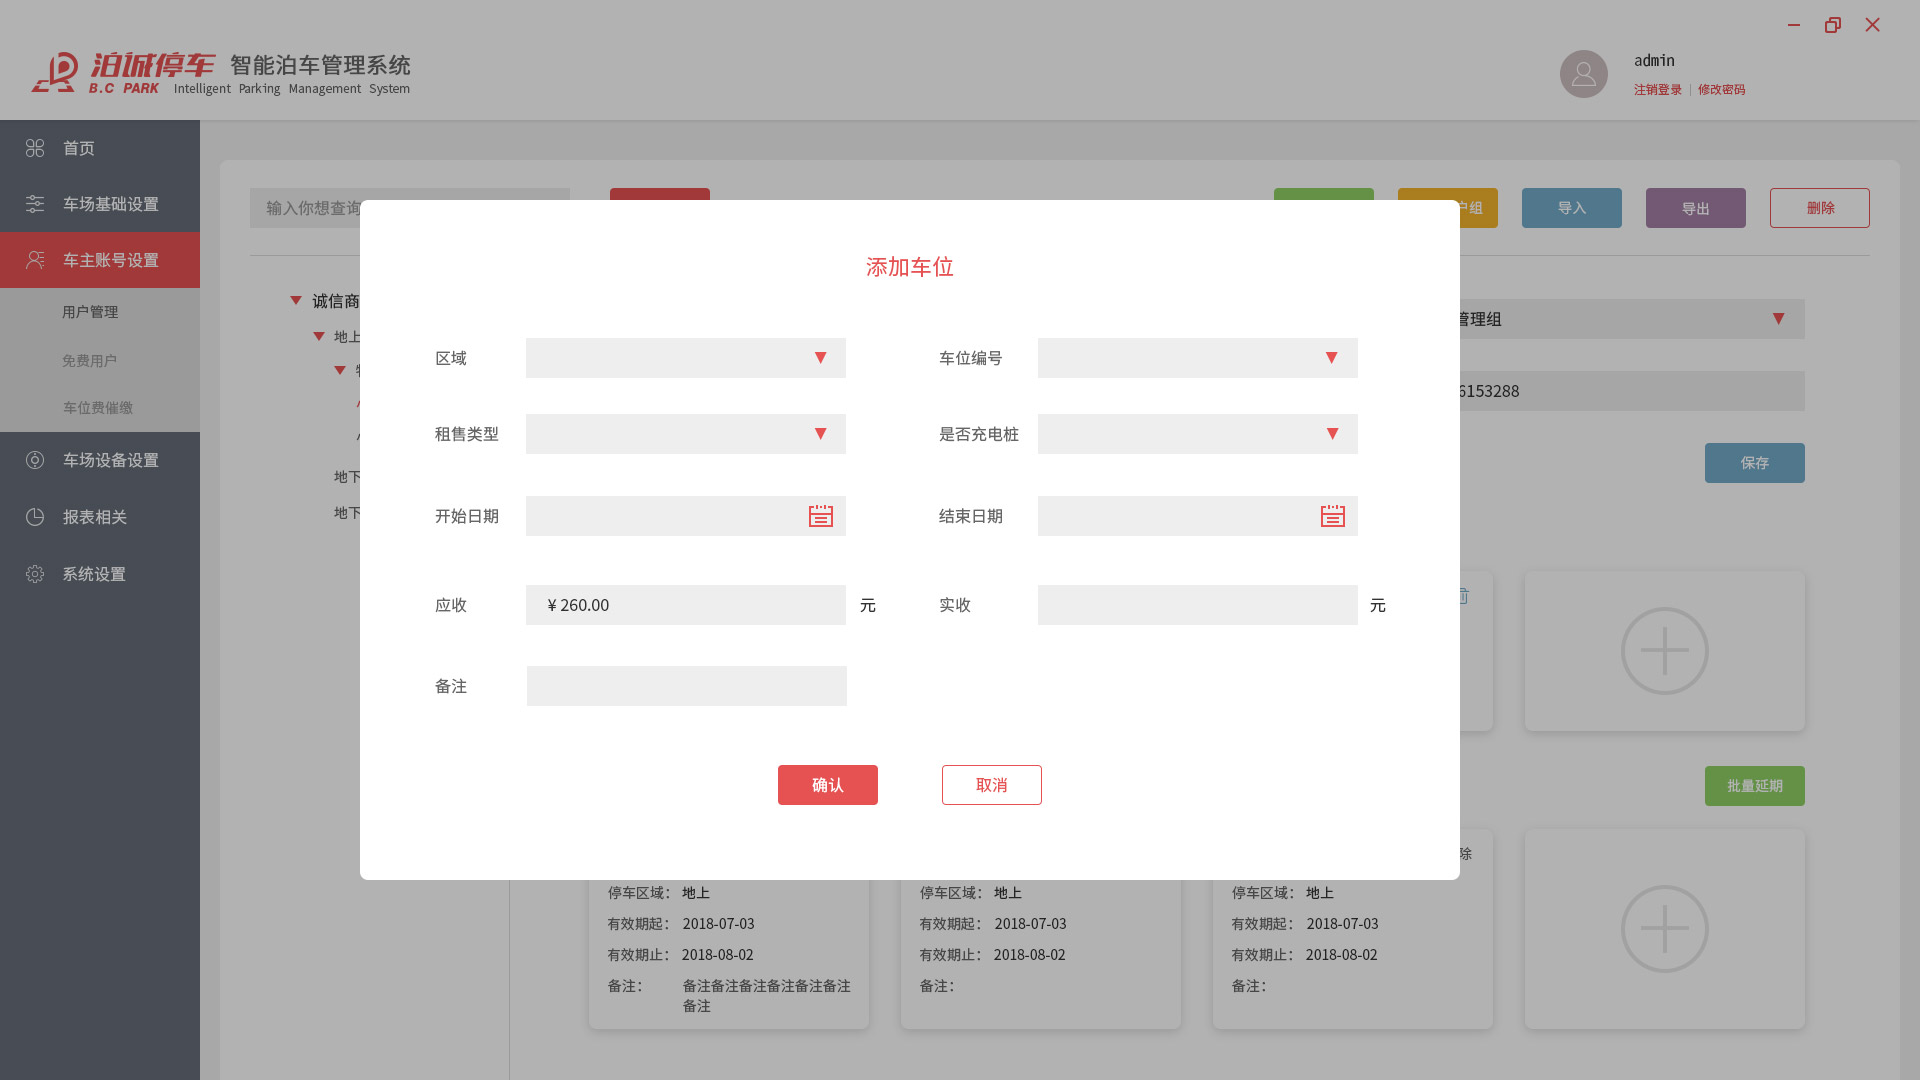 泊诚停车 智能泊车管理系统
B.C PARK Intelligent Parking Management System
admin
注销登录 | 修改密码
首页
车场基础设置
车主账号设置
用户管理
免费用户
车位费催缴
车场设备设置
报表相关
系统设置
输入你想查询
户组
导入
导出
删除
诚信商
地上
地下
地下
管理组
6153288
保存
添加车位
区域
车位编号
租售类型
是否充电桩
开始日期
结束日期
应收 ¥ 260.00 元
实收 元
备注
确认
取消
批量延期
除
停车区域： 地上
有效期起： 2018-07-03
有效期止： 2018-08-02
备注： 备注备注备注备注备注备注
备注
停车区域： 地上
有效期起： 2018-07-03
有效期止： 2018-08-02
备注：
停车区域： 地上
有效期起： 2018-07-03
有效期止： 2018-08-02
备注：